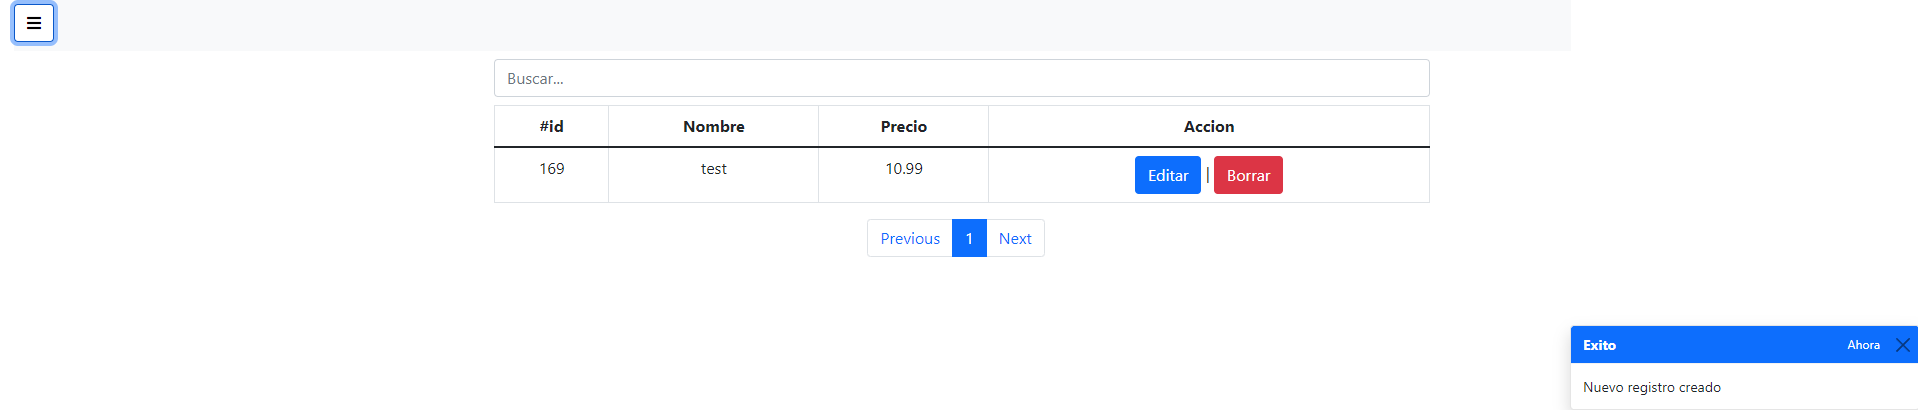 Buscar...
#id Nombre Precio Accion
169 test 10.99 Editar | Borrar
Previous 1 Next
Exito Ahora
Nuevo registro creado